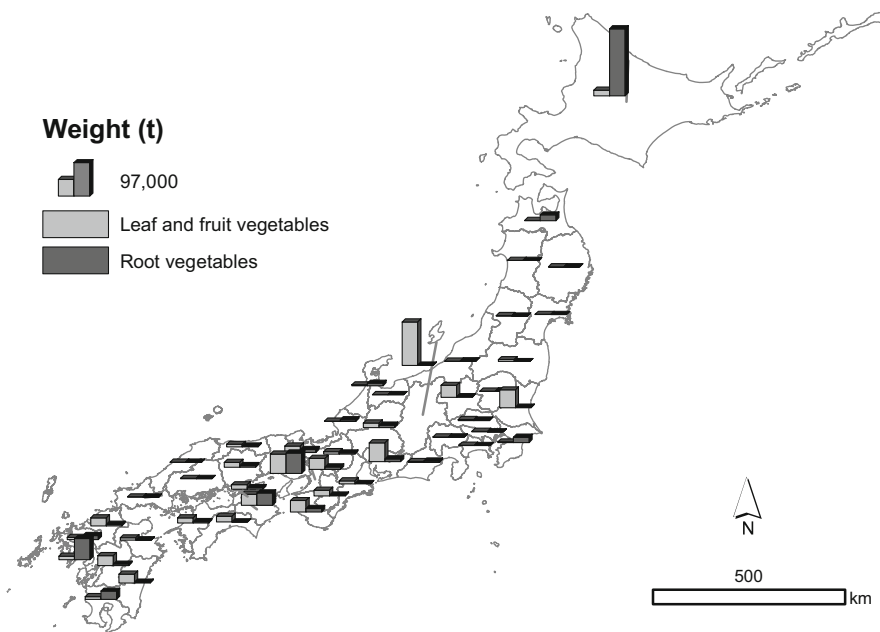 Weight (t)
97,000
Leaf and fruit vegetables
Root vegetables
N
500
km